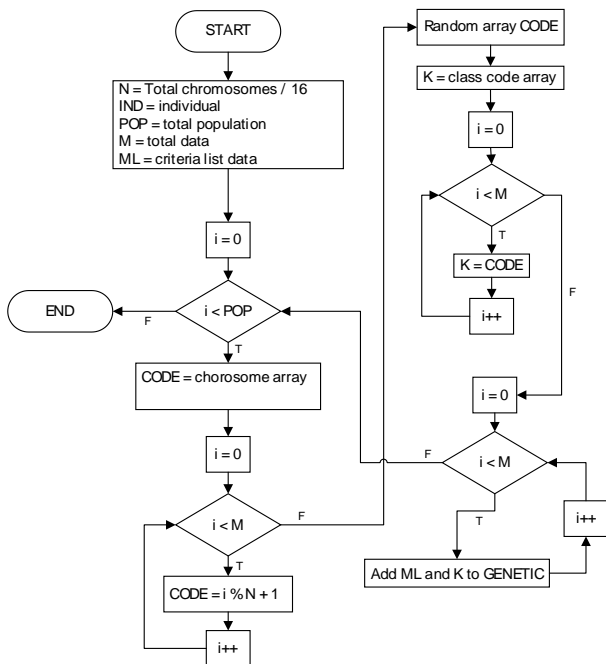 START
N = Total chromosomes / 16
IND = individual
POP = total population
M = total data
ML = criteria list data
i = 0
i < POP
F
END
T
CODE = chorosome array
i = 0
i < M
F
T
CODE = i % N + 1
i++
Random array CODE
K = class code array
i = 0
i < M
T
F
K = CODE
i++
i = 0
i < M
F
T
i++
Add ML and K to GENETIC